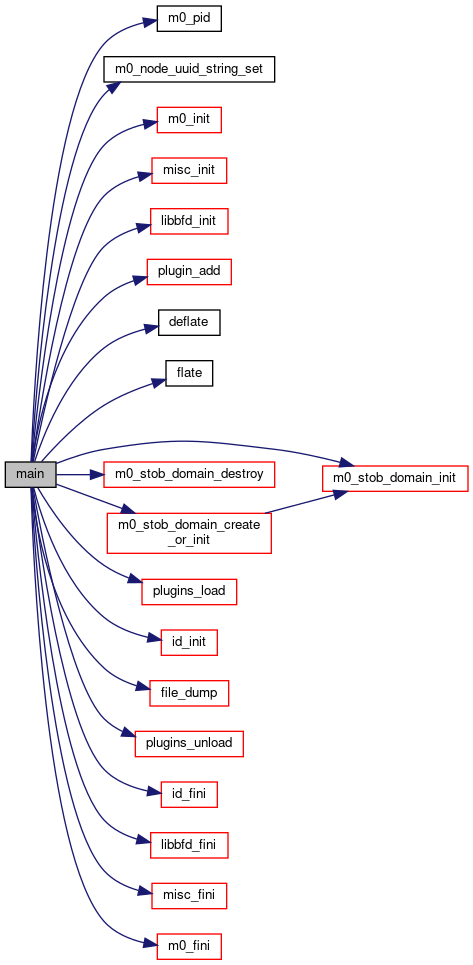 m0_pid
m0_node_uuid_string_set
m0_init
misc_init
libbfd_init
plugin_add
deflate
flate
main
m0_stob_domain_destroy
m0_stob_domain_init
m0_stob_domain_create
_or_init
plugins_load
id_init
file_dump
plugins_unload
id_fini
libbfd_fini
misc_fini
m0_fini